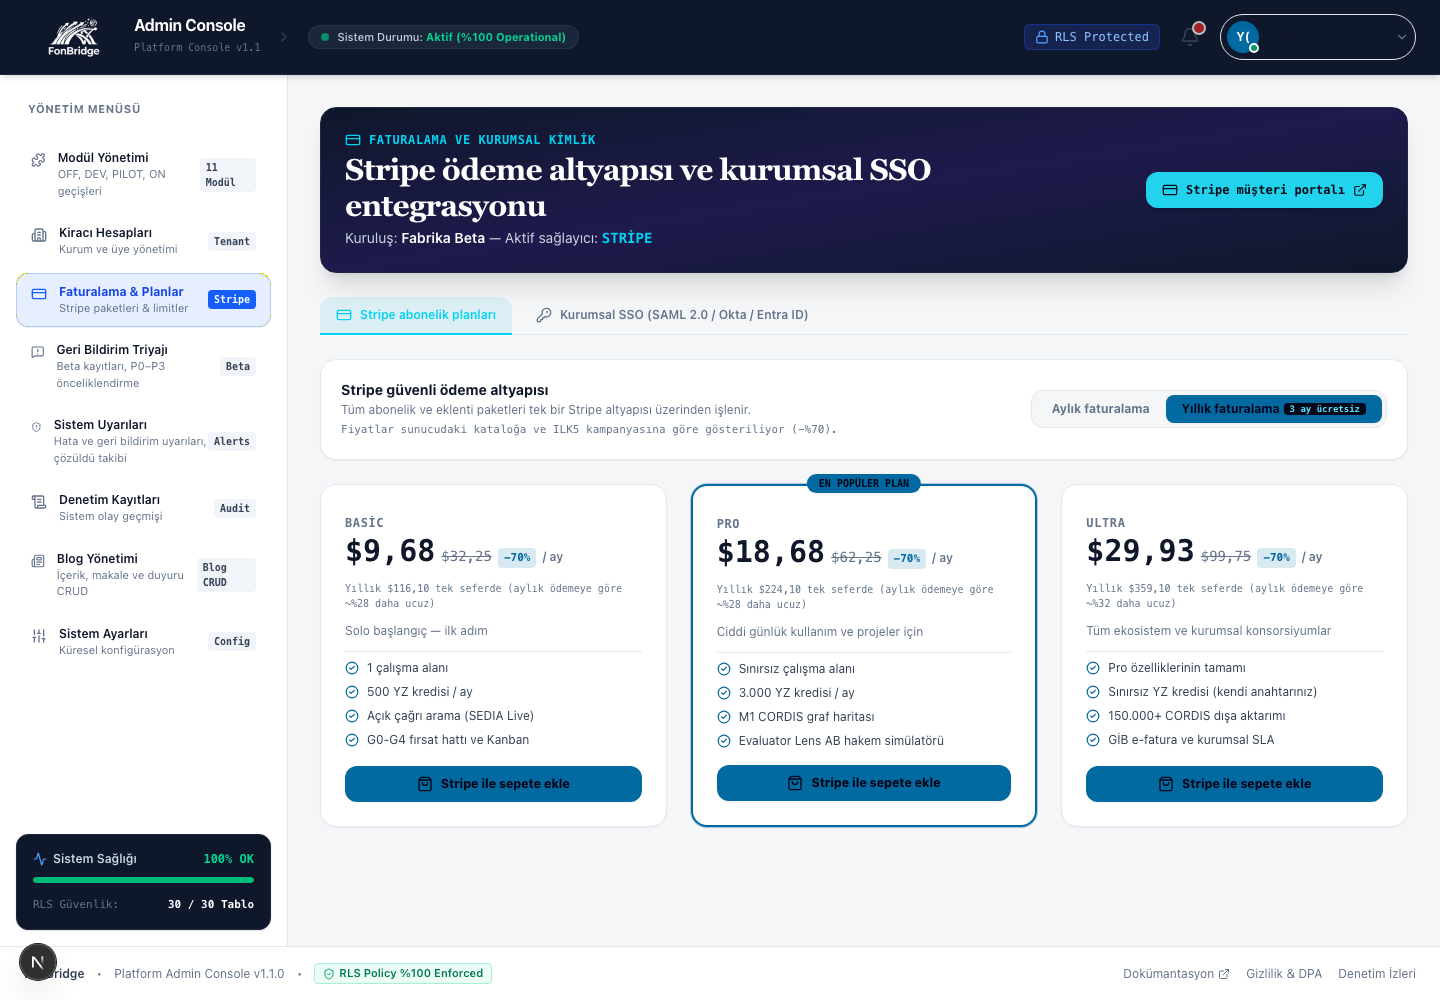 FonBridge
Admin Console
Platform Console v1.1
Sistem Durumu: Aktif (%100 Operational)
RLS Protected
Y(
YÖNETİM MENÜSÜ
Modül Yönetimi
OFF, DEV, PILOT, ON
geçişleri
11
Modül
Kiracı Hesapları
Kurum ve üye yönetimi
Tenant
Faturalama & Planlar
Stripe paketleri & limitler
Stripe
Geri Bildirim Triyajı
Beta kayıtları, P0–P3
önceliklendirme
Beta
Sistem Uyarıları
Hata ve geri bildirim uyarıları,
çözüldü takibi
Alerts
Denetim Kayıtları
Sistem olay geçmişi
Audit
Blog Yönetimi
İçerik, makale ve duyuru
CRUD
Blog
CRUD
Sistem Ayarları
Küresel konfigürasyon
Config
Sistem Sağlığı
100% OK
RLS Güvenlik:
30 / 30 Tablo
FATURALAMA VE KURUMSAL KİMLİK
Stripe ödeme altyapısı ve kurumsal SSO
entegrasyonu
Kuruluş: Fabrika Beta — Aktif sağlayıcı: STRİPE
Stripe müşteri portalı
Stripe abonelik planları
Kurumsal SSO (SAML 2.0 / Okta / Entra ID)
Stripe güvenli ödeme altyapısı
Tüm abonelik ve eklenti paketleri tek bir Stripe altyapısı üzerinden işlenir.
Fiyatlar sunucudaki kataloğa ve ILK5 kampanyasına göre gösteriliyor (−%70).
Aylık faturalama
Yıllık faturalama 3 ay ücretsiz
BASİC
$9,68 $32,25 −70% / ay
Yıllık $116,10 tek seferde (aylık ödemeye göre
~%28 daha ucuz)
Solo başlangıç — ilk adım
1 çalışma alanı
500 YZ kredisi / ay
Açık çağrı arama (SEDIA Live)
G0-G4 fırsat hattı ve Kanban
Stripe ile sepete ekle
EN POPÜLER PLAN
PRO
$18,68 $62,25 −70% / ay
Yıllık $224,10 tek seferde (aylık ödemeye göre
~%28 daha ucuz)
Ciddi günlük kullanım ve projeler için
Sınırsız çalışma alanı
3.000 YZ kredisi / ay
M1 CORDIS graf haritası
Evaluator Lens AB hakem simülatörü
Stripe ile sepete ekle
ULTRA
$29,93 $99,75 −70% / ay
Yıllık $359,10 tek seferde (aylık ödemeye göre
~%32 daha ucuz)
Tüm ekosistem ve kurumsal konsorsiyumlar
Pro özelliklerinin tamamı
Sınırsız YZ kredisi (kendi anahtarınız)
150.000+ CORDIS dışa aktarımı
GİB e-fatura ve kurumsal SLA
Stripe ile sepete ekle
N
ridge • Platform Admin Console v1.1.0 • RLS Policy %100 Enforced
Dokümantasyon
Gizlilik & DPA
Denetim İzleri